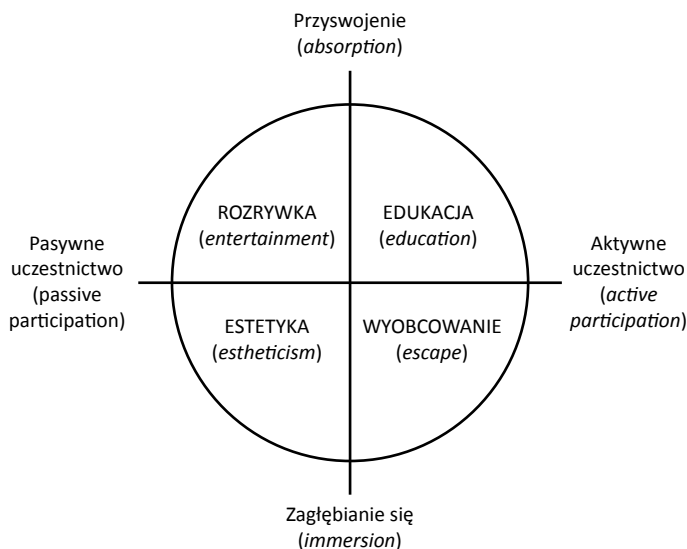 Przyswojenie
(absorption)
ROZRYWKA
(entertainment)
EDUKACJA
(education)
Pasywne
uczestnictwo
(passive
participation)
Aktywne
uczestnictwo
(active
participation)
ESTETYKA
(estheticism)
WYOBCOWANIE
(escape)
Zagłębianie się
(immersion)